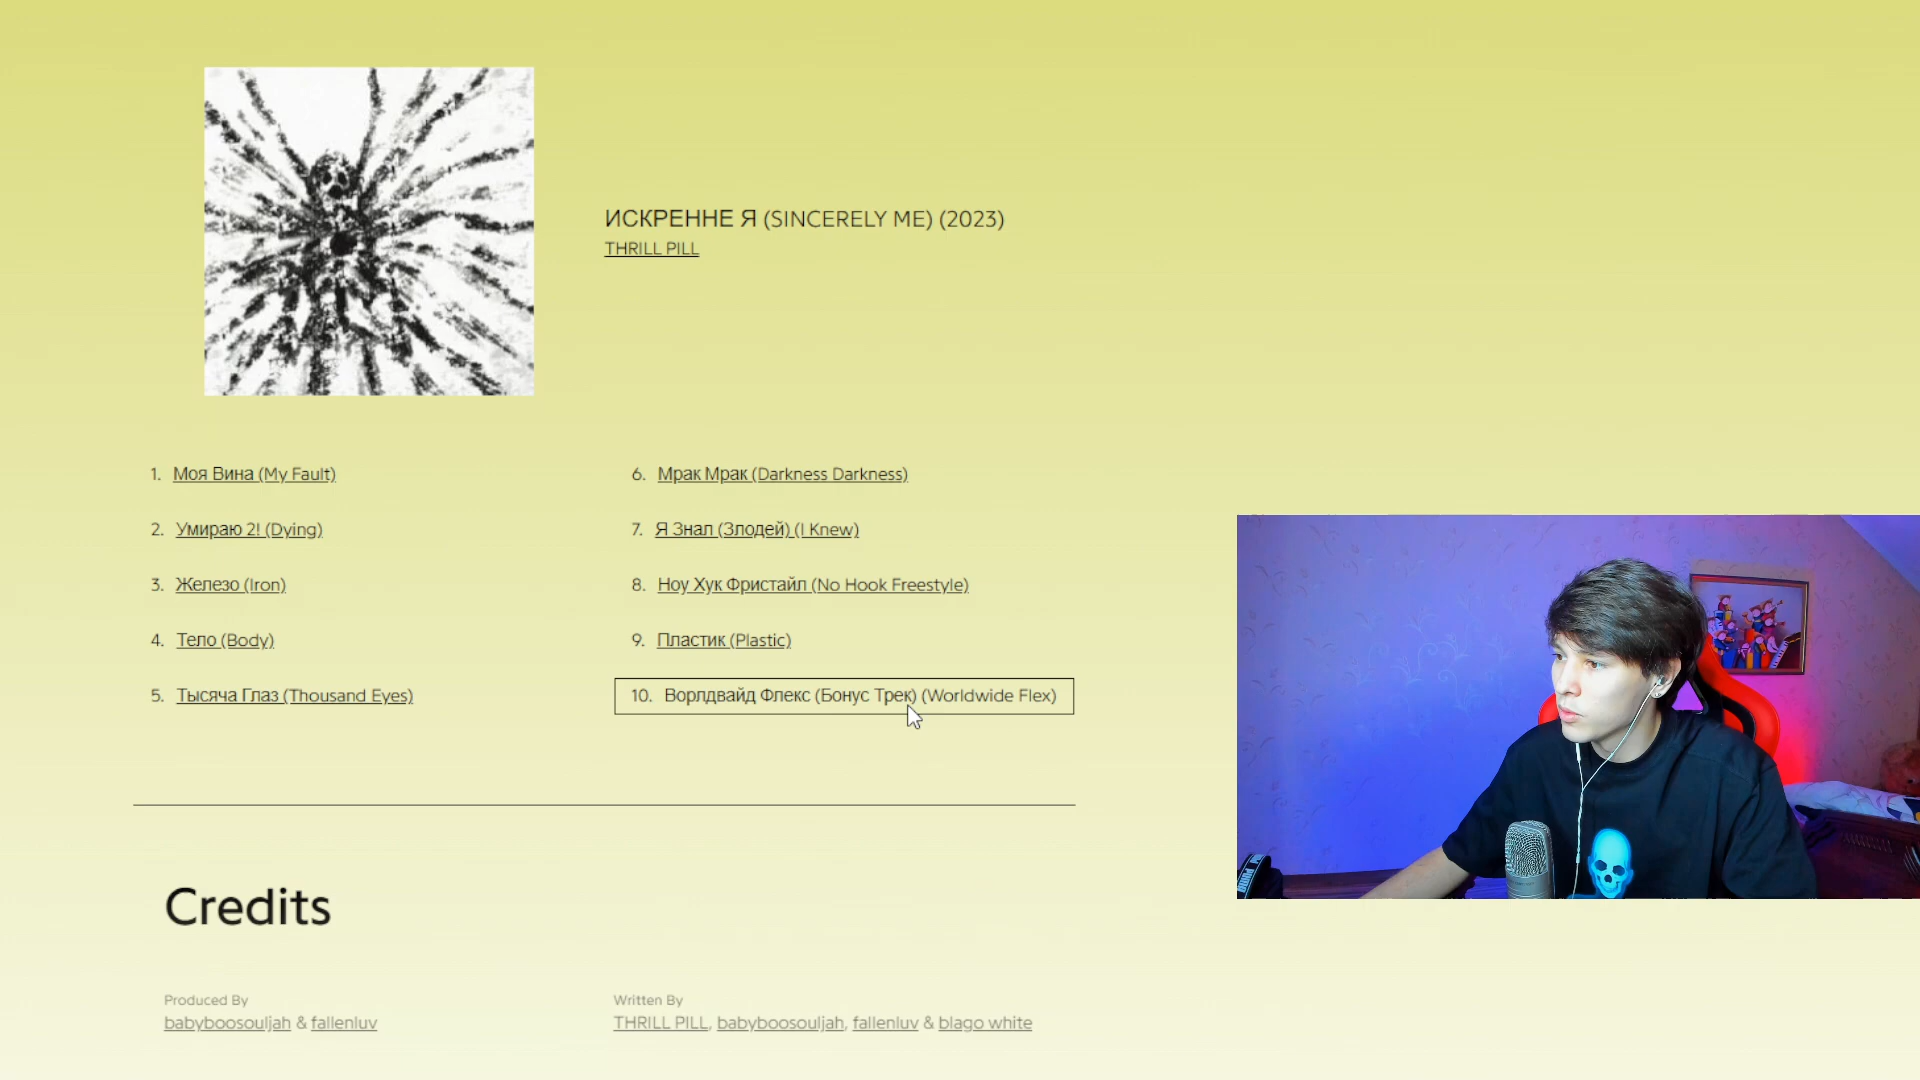 ИСКРЕННЕ Я (SINCERELY ME) (2023)
THRILL PILL
1. Моя Вина (My Fault)
2. Умираю 2! (Dying)
3. Железо (Iron)
4. Тело (Body)
5. Тысяча Глаз (Thousand Eyes)
6. Мрак Мрак (Darkness Darkness)
7. Я Знал (Злодей) (I Knew)
8. Ноу Хук Фристайл (No Hook Freestyle)
9. Пластик (Plastic)
10. Ворлдвайд Флекс (Бонус Трек) (Worldwide Flex)
Credits
Produced By
babyboosouljah & fallenluv
Written By
THRILL PILL, babyboosouljah, fallenluv & blago white